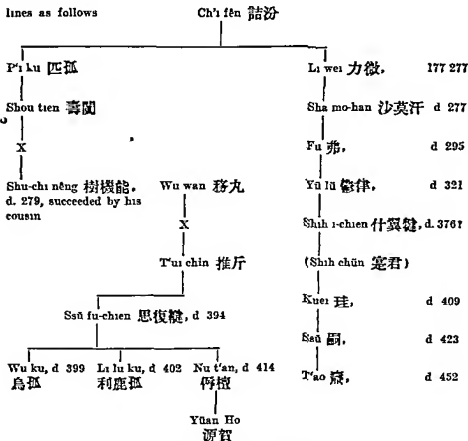 lines as follows
Ch'i fên 詰汾
P'i ku 匹孤
Li wei 力微, 177 277
Shou tien 壽闐
Sha mo-han 沙莫汗 d 277
X
Fu 弗, d 295
Shu-chi nêng 樹機能,
d. 279, succeeded by his
cousin
Wu wan 務丸
Yü lü 鬱律, d 321
X
Shih i-chien 什翼犍, d. 376?
T'ui chin 推斤
(Shih chün 寔君)
Ssŭ fu-chien 思復鞬, d 394
Kuei 珪, d 409
Ssŭ 嗣, d 423
Wu ku, d 399
烏孤
Li lu ku, d 402
利鹿孤
Nu t'an, d 414
傉檀
T'ao 燾, d 452
Yüan Ho
源賀